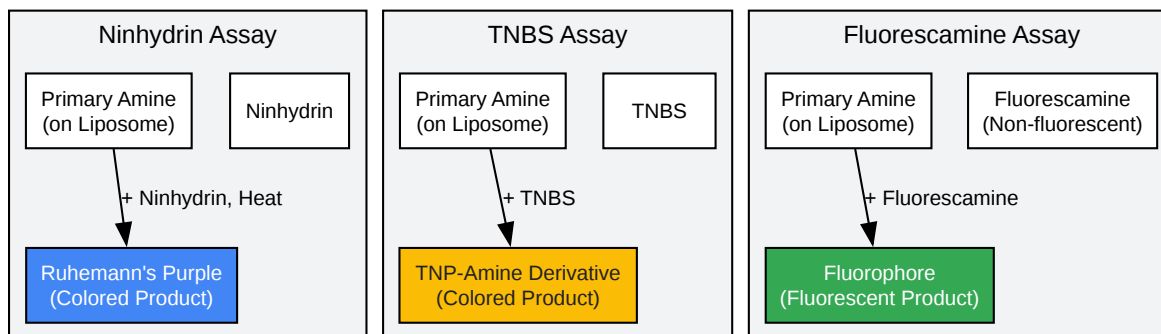 Ninhydrin Assay
Primary Amine
(on Liposome)
Ninhydrin
+ Ninhydrin, Heat
Ruhemann's Purple
(Colored Product)
TNBS Assay
Primary Amine
(on Liposome)
TNBS
+ TNBS
TNP-Amine Derivative
(Colored Product)
Fluorescamine Assay
Primary Amine
(on Liposome)
Fluorescamine
(Non-fluorescent)
+ Fluorescamine
Fluorophore
(Fluorescent Product)